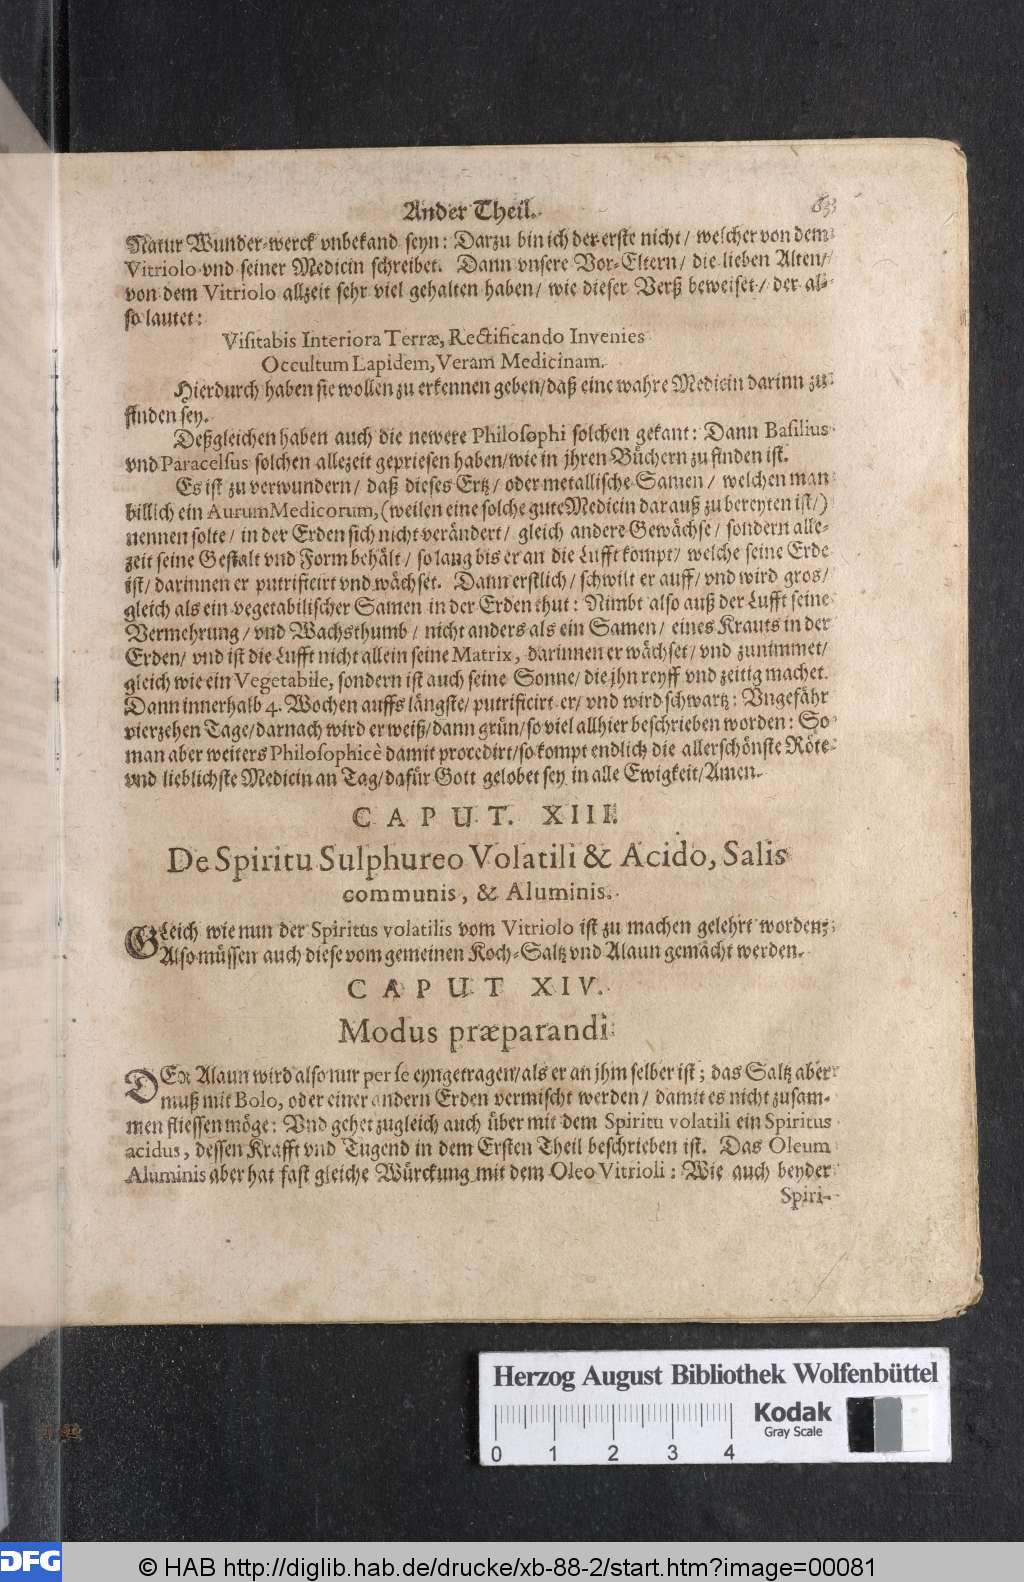 Ander Theil.
Natur Wunder-werck vnbekand seyn: Darzu bin ich der erste nicht/ welcher von dem
Vitriolo vnd seiner Medicin schreibet. Dann vnsere Vor-Eltern/ die lieben Alten/
von dem Vitriolo allzeit sehr viel gehalten haben/ wie dieser Verß beweiset/ der al-
so lautet:
Visitabis Interiora Terræ, Rectificando Invenies
Occultum Lapidem, Veram Medicinam.
Hierdurch haben sie wollen zu erkennen geben/ daß eine wahre Medicin darinn zu
finden sey.
Deßgleichen haben auch die newere Philosophi solchen gekant: Dann Basilius
vnd Paracelsus solchen allezeit gepriesen haben/ wie in jhren Büchern zu finden ist.
Es ist zu verwundern/ daß dieses Ertz/ oder metallische Samen/ welchen man
billich ein Aurum Medicorum, (weilen eine solche gute Medicin darauß zu bereyten ist/)
nennen solte/ in der Erden sich nicht verändert/ gleich andere Gewächse/ sondern alle-
zeit seine Gestalt vnd Form behält/ so lang bis er an die Lufft kompt/ welche seine Erde
ist/ darinnen er putrificirt vnd wächset. Dann erstlich/ schwilt er auff/ vnd wird gros/
gleich als ein vegetabilischer Samen in der Erden thut: Nimbt also auß der Lufft seine
Vermehrung/ vnd Wachsthumb/ nicht anders als ein Samen/ eines Krauts in der
Erden/ vnd ist die Lufft nicht allein seine Matrix, darinnen er wächset/ vnd zunimmet/
gleich wie ein Vegetabile, sondern ist auch seine Sonne/ die jhn reyff vnd zeitig machet.
Dann innerhalb 4. Wochen auffs längste/ putrificirt er/ vnd wird schwartz: Vngefähr
vierzehen Tage/ darnach wird er weiß/ dann grün/ so viel allhier beschrieben worden: So
man aber weiters Philosophicè damit procedirt/ so kompt endlich die allerschönste Röte
vnd lieblichste Medicin an Tag/ dafür Gott gelobet sey in alle Ewigkeit/ Amen.
CAPUT. XIII.
De Spiritu Sulphureo Volatili & Acido, Salis
communis, & Aluminis.
GLeich wie nun der Spiritus volatilis vom Vitriolo ist zu machen gelehrt worden:
Also müssen auch diese vom gemeinen Koch-Saltz vnd Alaun gemacht werden.
CAPUT XIV.
Modus præparandi
DEr Alaun wird also nur per se eyngetragen/ als er an jhm selber ist; das Saltz aber
muß mit Bolo, oder einer andern Erden vermischt werden/ damit es nicht zusam-
men fliessen möge: Vnd gehet zugleich auch über mit dem Spiritu volatili ein Spiritus
acidus, dessen Krafft vnd Tugend in dem Ersten Theil beschrieben ist. Das Oleum
Aluminis aber hat fast gleiche Würckung mit dem Oleo Vitrioli: Wie auch beyder
Spiri-
Herzog August Bibliothek Wolfenbüttel
Kodak
Gray Scale
0 1 2 3 4
DFG
© HAB http://diglib.hab.de/drucke/xb-88-2/start.htm?image=00081